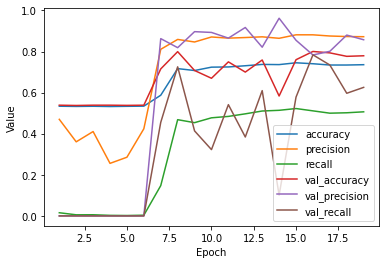 1.0
0.8
0.6
0.4
0.2
0.0
Value
2.5 5.0 7.5 10.0 12.5 15.0 17.5
Epoch
accuracy
precision
recall
val_accuracy
val_precision
val_recall